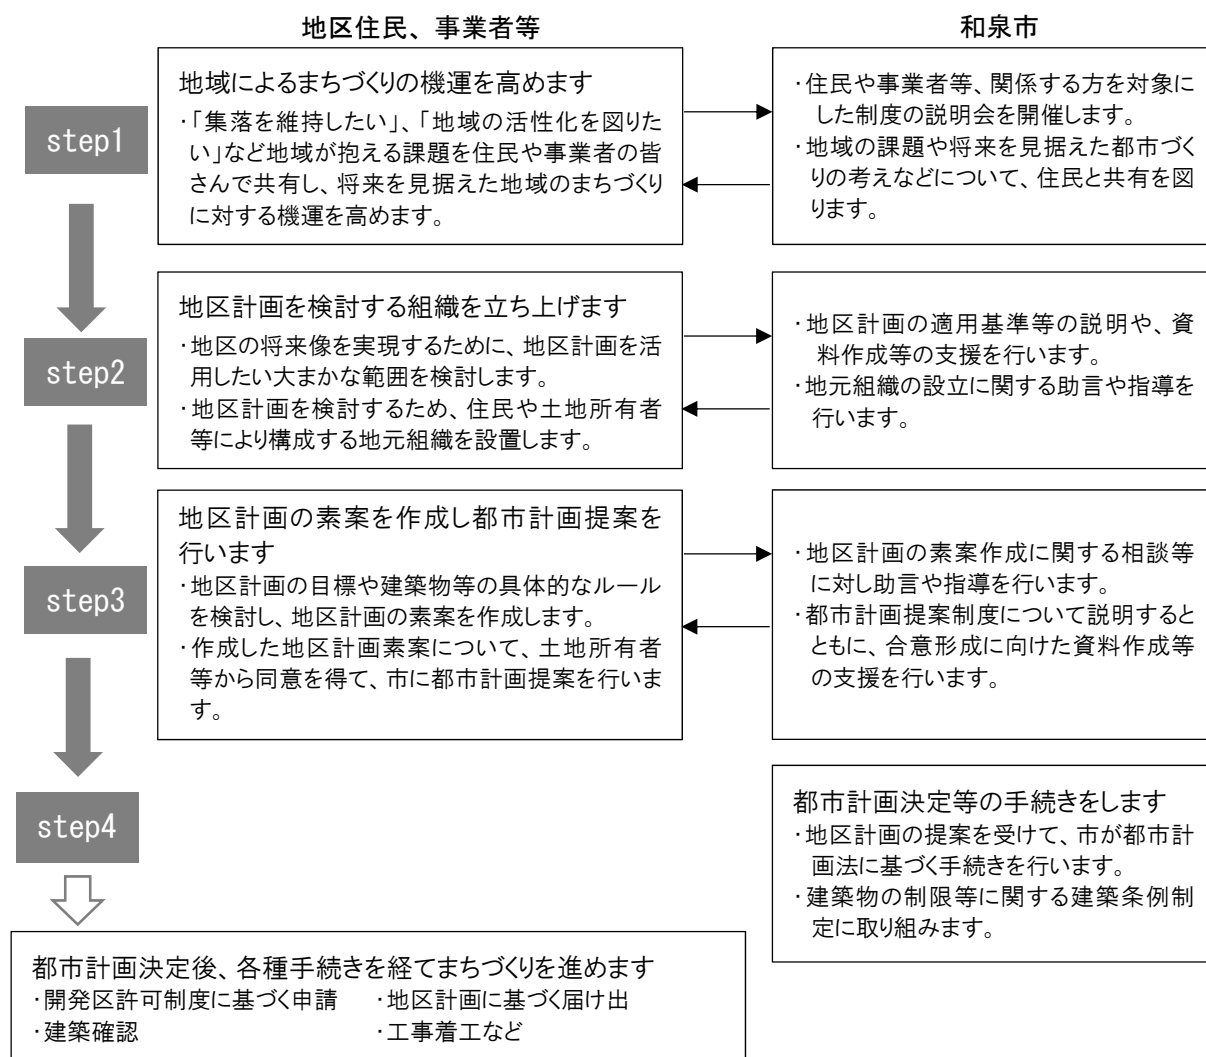 地区住民、事業者等
和泉市
step1
地域によるまちづくりの機運を高めます
・「集落を維持したい」、「地域の活性化を図りた
い」など地域が抱える課題を住民や事業者の皆
さんで共有し、将来を見据えた地域のまちづくり
に対する機運を高めます。
・住民や事業者等、関係する方を対象に
した制度の説明会を開催します。
・地域の課題や将来を見据えた都市づく
りの考えなどについて、住民と共有を図
ります。
step2
地区計画を検討する組織を立ち上げます
・地区の将来像を実現するために、地区計画を活
用したい大まかな範囲を検討します。
・地区計画を検討するため、住民や土地所有者
等により構成する地元組織を設置します。
・地区計画の適用基準等の説明や、資
料作成等の支援を行います。
・地元組織の設立に関する助言や指導を
行います。
step3
地区計画の素案を作成し都市計画提案を
行います
・地区計画の目標や建築物等の具体的なルール
を検討し、地区計画の素案を作成します。
・作成した地区計画素案について、土地所有者
等から同意を得て、市に都市計画提案を行いま
す。
・地区計画の素案作成に関する相談等
に対し助言や指導を行います。
・都市計画提案制度について説明すると
ともに、合意形成に向けた資料作成等
の支援を行います。
step4
都市計画決定等の手続きをします
・地区計画の提案を受けて、市が都市計
画法に基づく手続きを行います。
・建築物の制限等に関する建築条例制
定に取り組みます。
都市計画決定後、各種手続きを経てまちづくりを進めます
・開発区許可制度に基づく申請 ・地区計画に基づく届け出
・建築確認 ・工事着工など